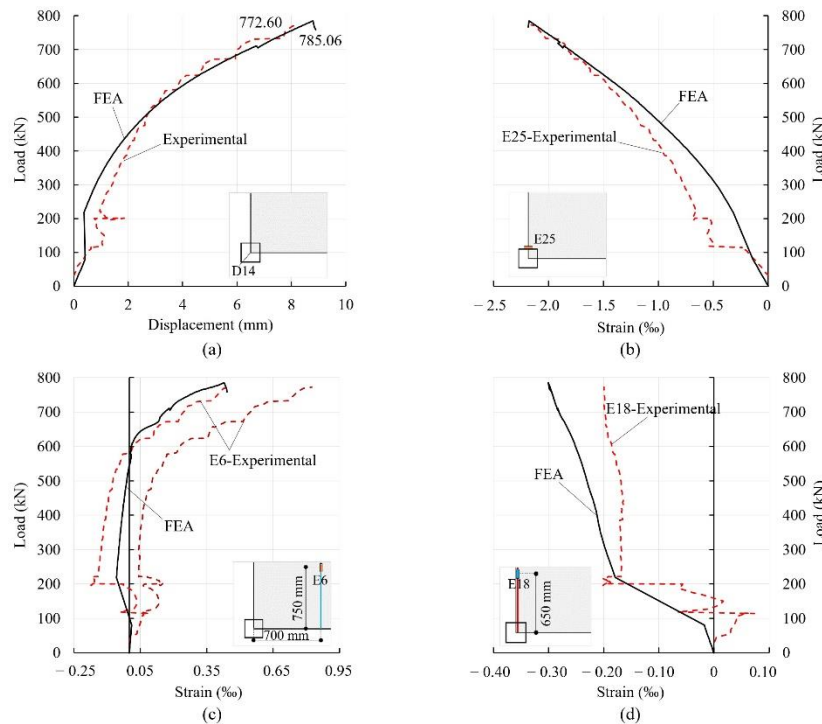 800
700
600
500
400
300
200
100
0
Load (kN)
772.60
785.06
FEA
Experimental
D14
0 2 4 6 8 10
Displacement (mm)
(a)
800
700
600
500
400
300
200
100
0
Load (kN)
FEA
E25-Experimental
E25
−2.5 −2.0 −1.5 −1.0 −0.5 0
Strain (‰)
(b)
800
700
600
500
400
300
200
100
0
Load (kN)
E6-Experimental
FEA
E6
750 mm
700 mm
−0.25 0.05 0.35 0.65 0.95
Strain (‰)
(c)
800
700
600
500
400
300
200
100
0
Load (kN)
E18-Experimental
FEA
E18
650 mm
−0.40 −0.30 −0.20 −0.10 0 0.10
Strain (‰)
(d)